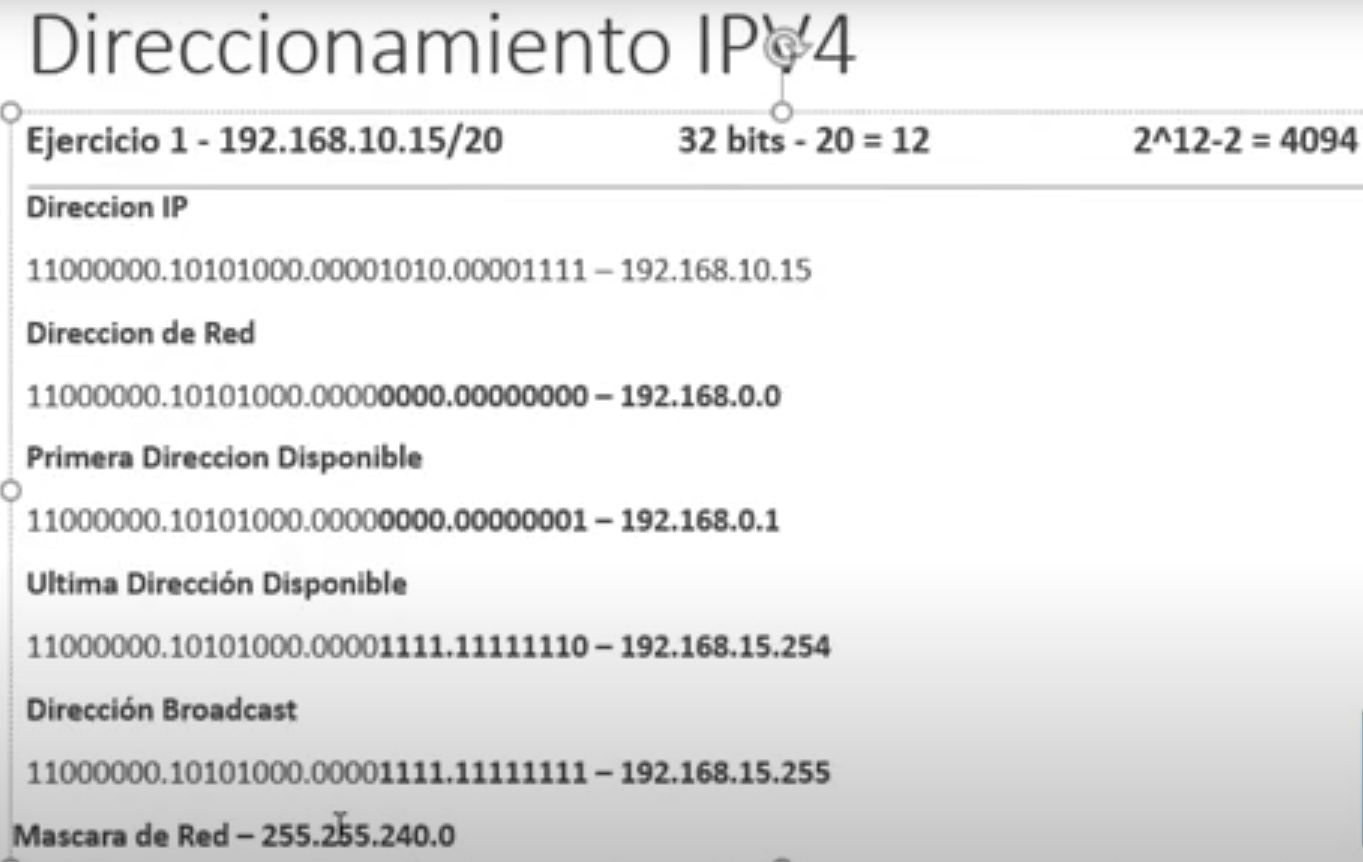 Direccionamiento IPV4
Ejercicio 1 - 192.168.10.15/20 32 bits - 20 = 12 2^12-2 = 4094
Direccion IP
11000000.10101000.00001010.00001111 – 192.168.10.15
Direccion de Red
11000000.10101000.00000000.00000000 – 192.168.0.0
Primera Direccion Disponible
11000000.10101000.00000000.00000001 – 192.168.0.1
Ultima Dirección Disponible
11000000.10101000.00001111.11111110 – 192.168.15.254
Dirección Broadcast
11000000.10101000.00001111.11111111 – 192.168.15.255
Mascara de Red – 255.255.240.0